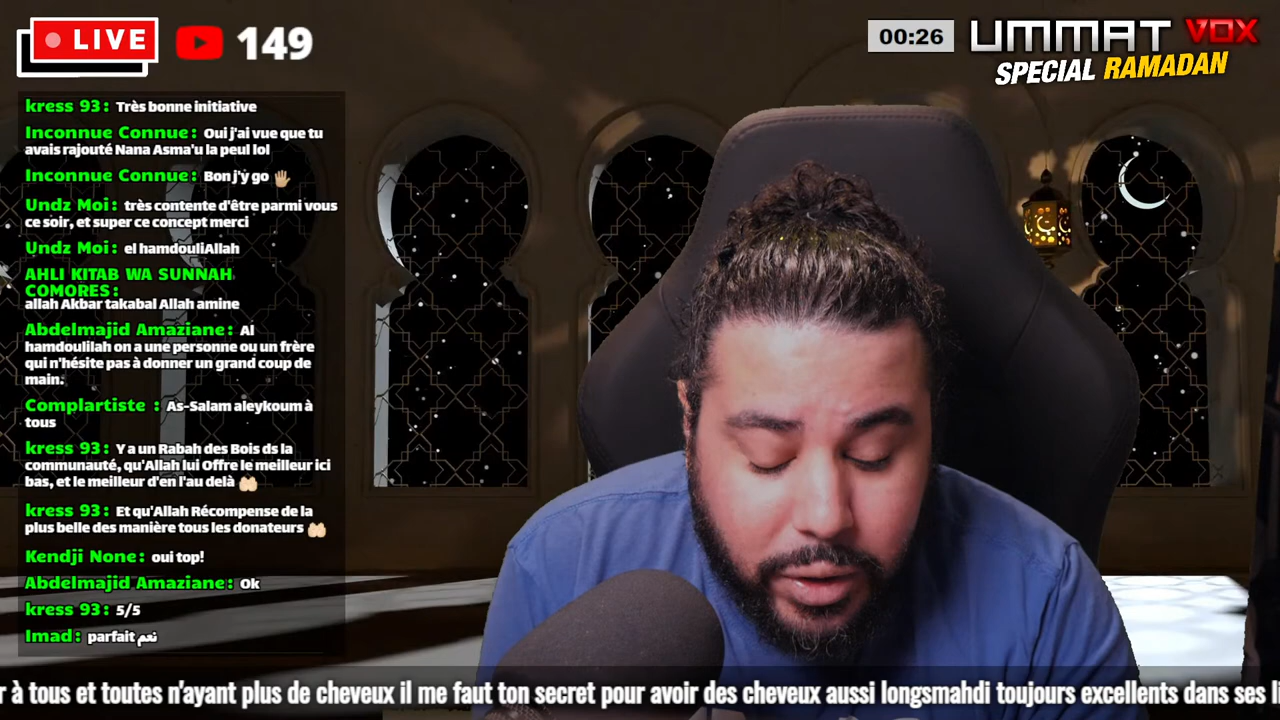 LIVE
149
00:26
UMMAT VOX
SPECIAL RAMADAN
kress 93: Très bonne initiative
Inconnue Connue: Oui j'ai vue que tu
avais rajouté Nana Asma'u la peul lol
Inconnue Connue: Bon j'y go 🖐🏼
Undz Moi: très contente d'être parmi vous
ce soir, et super ce concept merci
Undz Moi: el hamdouliAllah
AHLI KITAB WA SUNNAH
COMORES:
allah Akbar takabal Allah amine
Abdelmajid Amaziane: Al
hamdoulilah on a une personne ou un frère
qui n'hésite pas à donner un grand coup de
main.
Complartiste : As-Salam aleykoum à
tous
kress 93: Y a un Rabah des Bois ds la
communauté, qu'Allah lui Offre le meilleur ici
bas, et le meilleur d'en l'au delà 🤲🏻
kress 93: Et qu'Allah Récompense de la
plus belle des manière tous les donateurs 🤲🏻
Kendji None: oui top!
Abdelmajid Amaziane: Ok
kress 93: 5/5
Imad: parfait نعم
r à tous et toutes n'ayant plus de cheveux il me faut ton secret pour avoir des cheveux aussi longsmahdi toujours excellents dans ses li